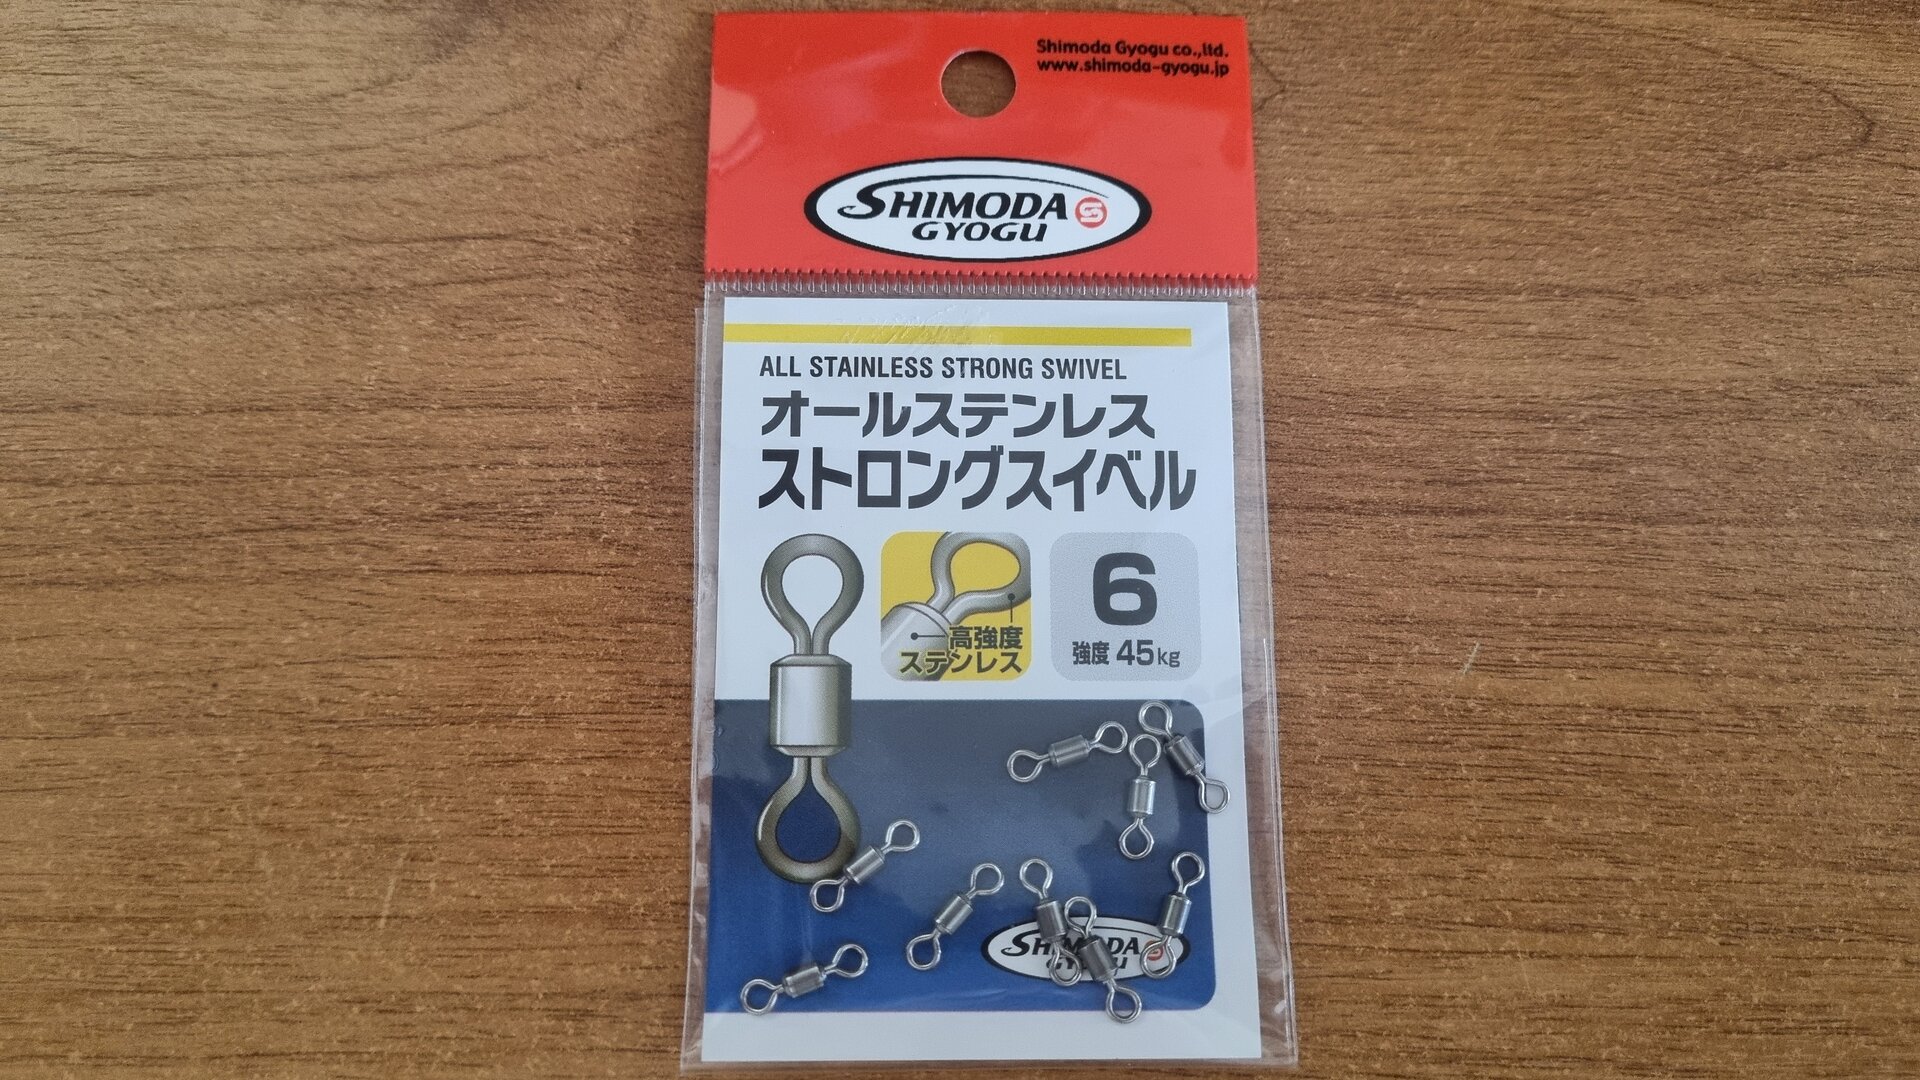 Shimoda Gyogu co.,ltd.
www.shimoda-gyogu.jp
SHIMODA
GYOGU
ALL STAINLESS STRONG SWIVEL
オールステンレス
ストロングスイベル
高強度
ステンレス
6
強度 45kg
SHIMODA
GYOGU